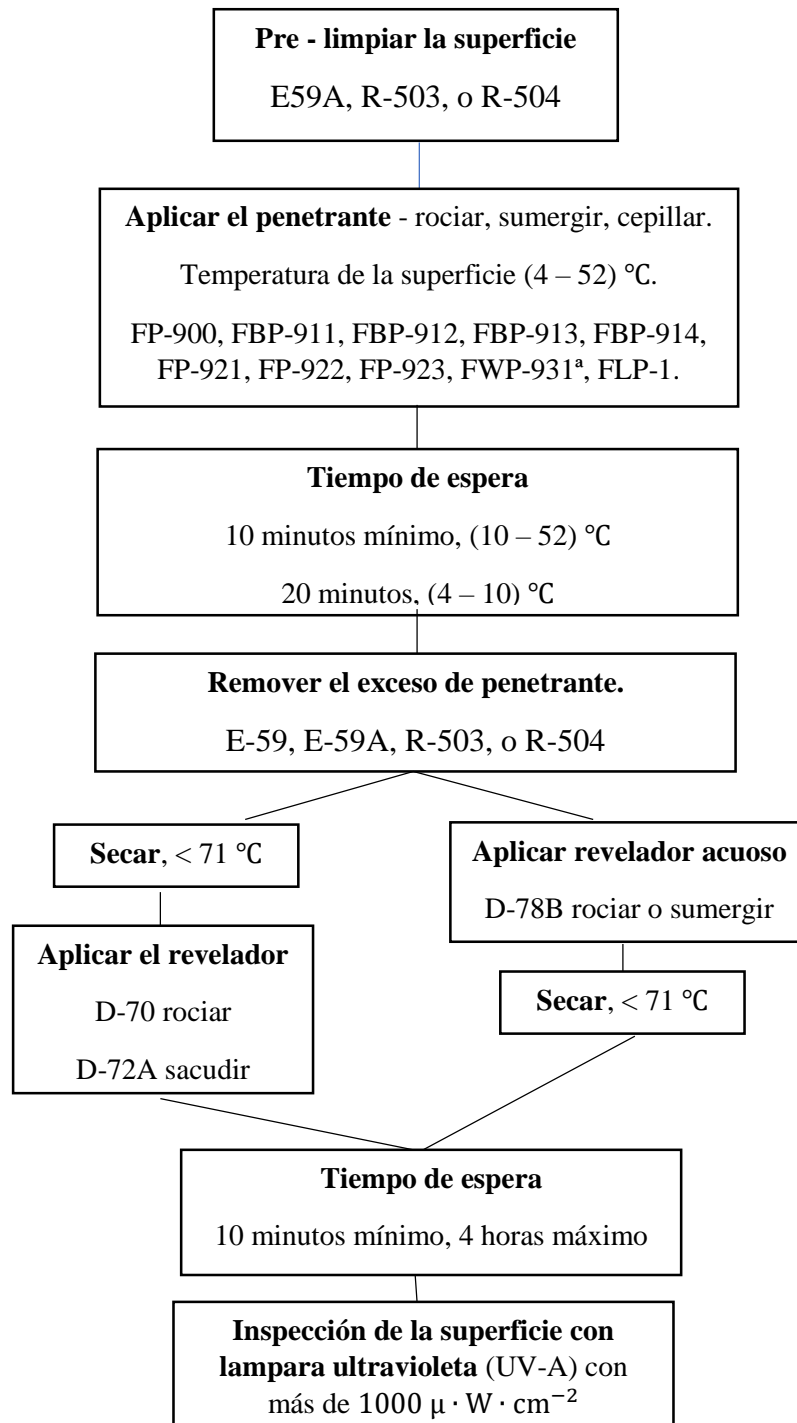 Pre - limpiar la superficie
E59A, R-503, o R-504
Aplicar el penetrante - rociar, sumergir, cepillar.
Temperatura de la superficie (4 – 52) ℃.
FP-900, FBP-911, FBP-912, FBP-913, FBP-914,
FP-921, FP-922, FP-923, FWP-931ª, FLP-1.
Tiempo de espera
10 minutos mínimo, (10 – 52) ℃
20 minutos, (4 – 10) ℃
Remover el exceso de penetrante.
E-59, E-59A, R-503, o R-504
Secar, < 71 ℃
Aplicar el revelador
D-70 rociar
D-72A sacudir
Aplicar revelador acuoso
D-78B rociar o sumergir
Secar, < 71 ℃
Tiempo de espera
10 minutos mínimo, 4 horas máximo
Inspección de la superficie con
lampara ultravioleta (UV-A) con
más de 1000 μ · W · cm⁻²